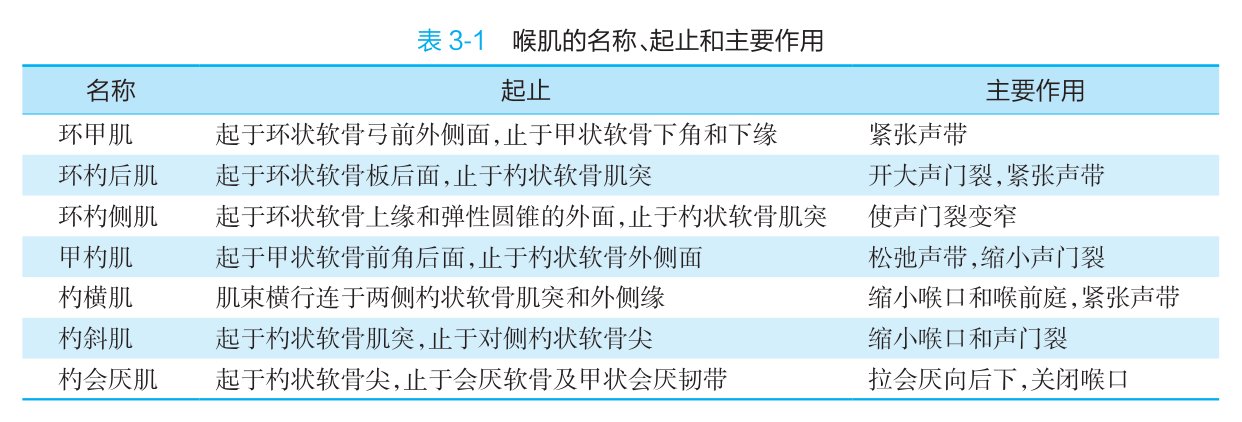 表 3-1 喉肌的名称、起止和主要作用
名称 起止 主要作用
环甲肌 起于环状软骨弓前外侧面,止于甲状软骨下角和下缘 紧张声带
环杓后肌 起于环状软骨板后面,止于杓状软骨肌突 开大声门裂,紧张声带
环杓侧肌 起于环状软骨上缘和弹性圆锥的外面,止于杓状软骨肌突 使声门裂变窄
甲杓肌 起于甲状软骨前角后面,止于杓状软骨外侧面 松弛声带,缩小声门裂
杓横肌 肌束横行连于两侧杓状软骨肌突和外侧缘 缩小喉口和喉前庭,紧张声带
杓斜肌 起于杓状软骨肌突,止于对侧杓状软骨尖 缩小喉口和声门裂
杓会厌肌 起于杓状软骨尖,止于会厌软骨及甲状会厌韧带 拉会厌向后下,关闭喉口